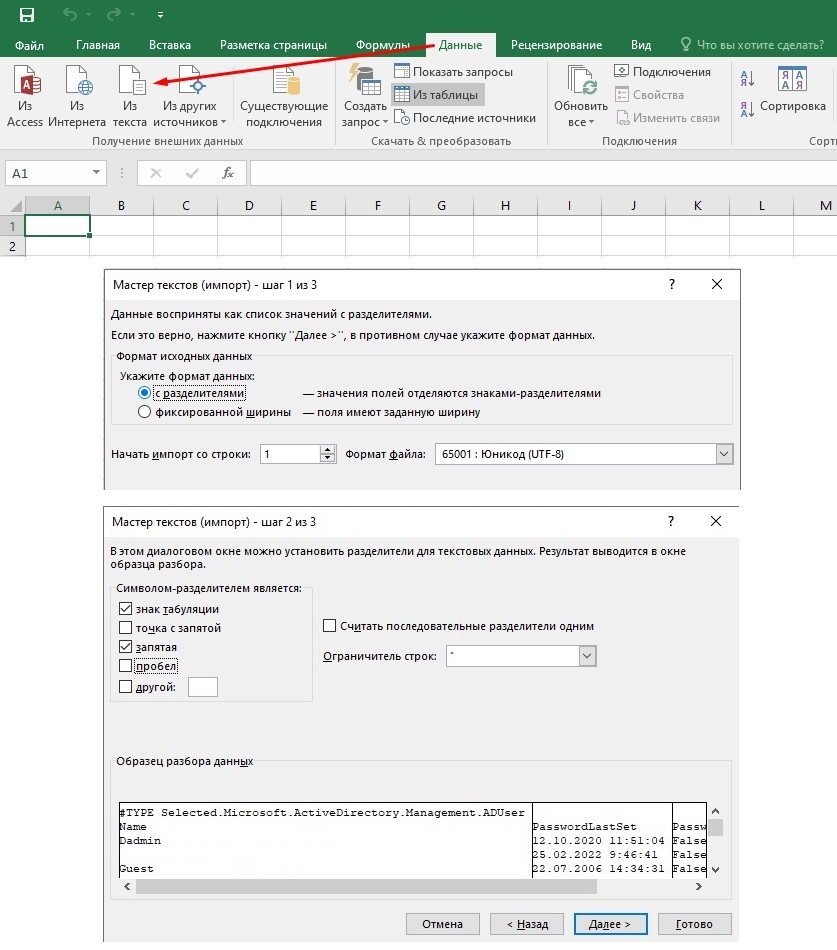 Файл Главная Вставка Разметка страницы Формулы Данные Рецензирование Вид Что вы хотите сделать?
Из Access
Из Интернета
Из текста
Из других источников
Существующие подключения
Получение внешних данных
Создать запрос
Показать запросы
Из таблицы
Последние источники
Скачать & преобразовать
Обновить все
Подключения
Свойства
Изменить связи
Подключения
Сортировка
Сорти
A1
fx
A B C D E F G H I J K L M
1
2
Мастер текстов (импорт) - шаг 1 из 3 ?
Данные восприняты как список значений с разделителями.
Если это верно, нажмите кнопку "Далее >", в противном случае укажите формат данных.
Формат исходных данных
Укажите формат данных:
с разделителями — значения полей отделяются знаками-разделителями
фиксированной ширины — поля имеют заданную ширину
Начать импорт со строки: 1 Формат файла: 65001 : Юникод (UTF-8)
Мастер текстов (импорт) - шаг 2 из 3 ?
В этом диалоговом окне можно установить разделители для текстовых данных. Результат выводится в окне
образца разбора.
Символом-разделителем является:
знак табуляции
точка с запятой
запятая
пробел
другой:
Считать последовательные разделители одним
Ограничитель строк: "
Образец разбора данных
#TYPE Selected.Microsoft.ActiveDirectory.Management.ADUser
Name PasswordLastSet Passw
Dadmin 12.10.2020 11:51:04 False
25.02.2022 9:46:41 False
Guest 22.07.2006 14:34:31 False
Отмена < Назад Далее > Готово